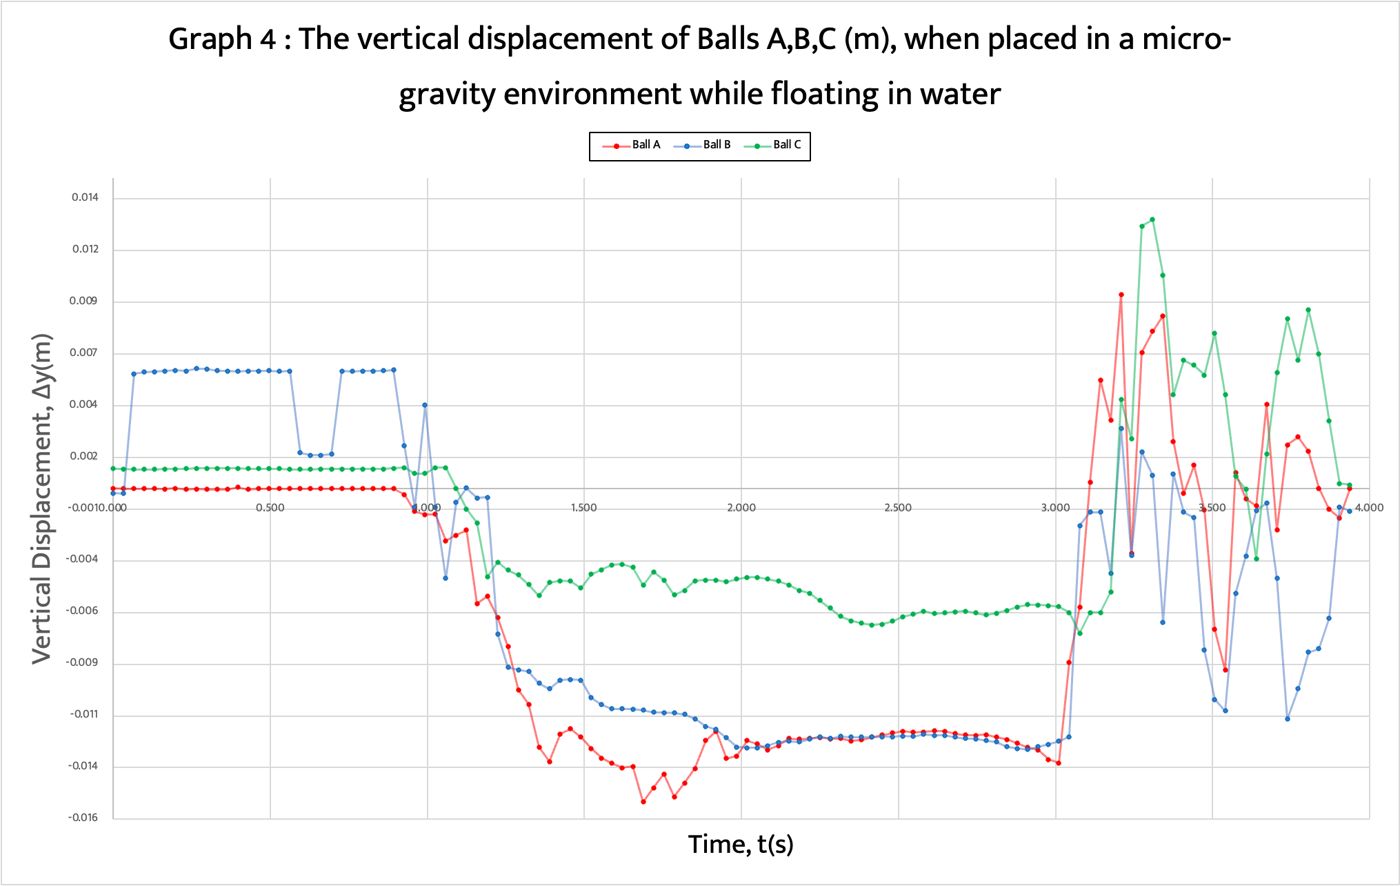 Graph 4 : The vertical displacement of Balls A,B,C (m), when placed in a micro-
gravity environment while floating in water
Ball A Ball B Ball C
Vertical Displacement, Δy(m)
0.014
0.012
0.009
0.007
0.004
0.002
-0.001
-0.004
-0.006
-0.009
-0.011
-0.014
-0.016
0.000 0.500 1.000 1.500 2.000 2.500 3.000 3.500 4.000
Time, t(s)